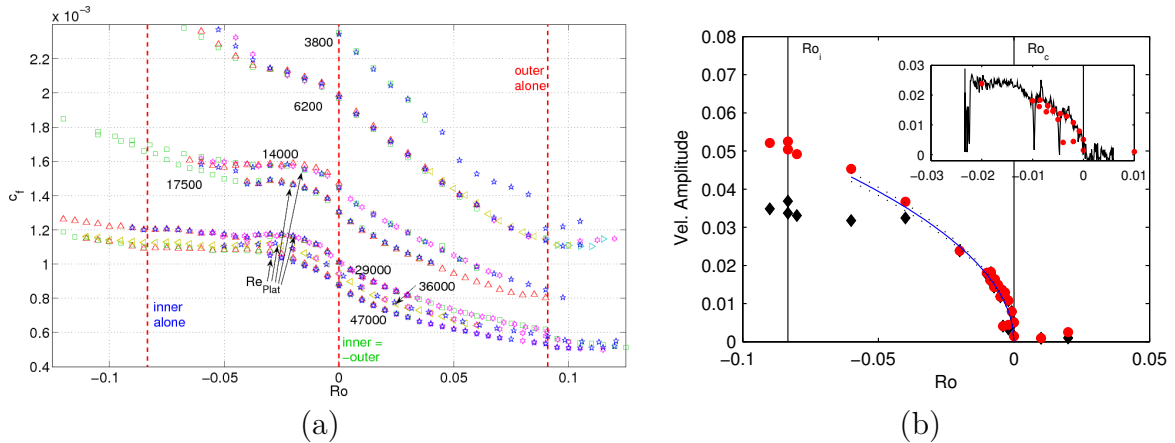 x 10⁻³
2.2
2
1.8
1.6
1.4
1.2
1
0.8
0.6
0.4
c_f
3800
6200
14000
17500
29000
36000
47000
Re_Plat
outer
alone
inner
alone
inner =
−outer
−0.1
−0.05
0
0.05
0.1
Ro
(a)
0.08
0.07
0.06
0.05
0.04
0.03
0.02
0.01
0
Vel. Amplitude
Ro_i
Ro_c
0.03
0.02
0.01
0
−0.03
−0.02
−0.01
0
0.01
−0.1
−0.05
0
0.05
Ro
(b)